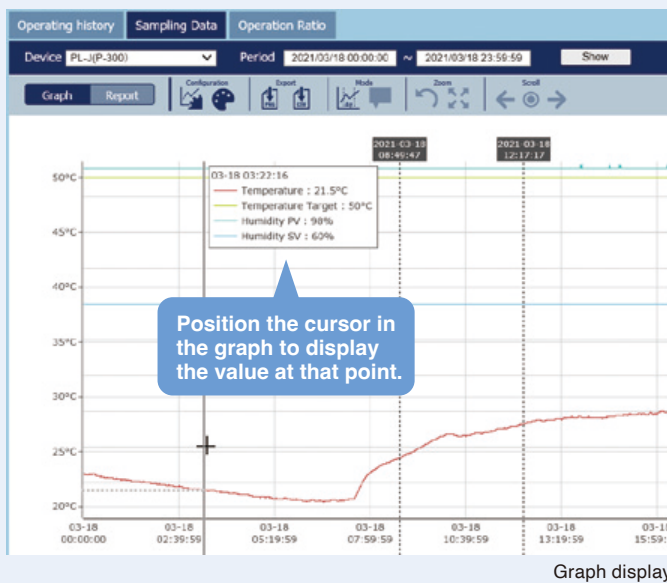 Operating history Sampling Data Operation Ratio
Device PL-J(P-300) Period 2021/03/18 00:00:00 ~ 2021/03/18 23:59:59 Show
Configuration Export Mode Zoom Scroll
Graph Report
2021-03-18 2021-03-18
08:49:47 12:17:17
03-18 03:22:16
Temperature : 21.5°C
Temperature Target : 50°C
Humidity PV : 98%
Humidity SV : 60%
50°C
45°C
40°C
35°C
30°C
25°C
20°C
Position the cursor in
the graph to display
the value at that point.
03-18 03-18 03-18 03-18 03-18 03-18 03-1
00:00:00 02:39:59 05:19:59 07:59:59 10:39:59 13:19:59 15:59:
Graph display